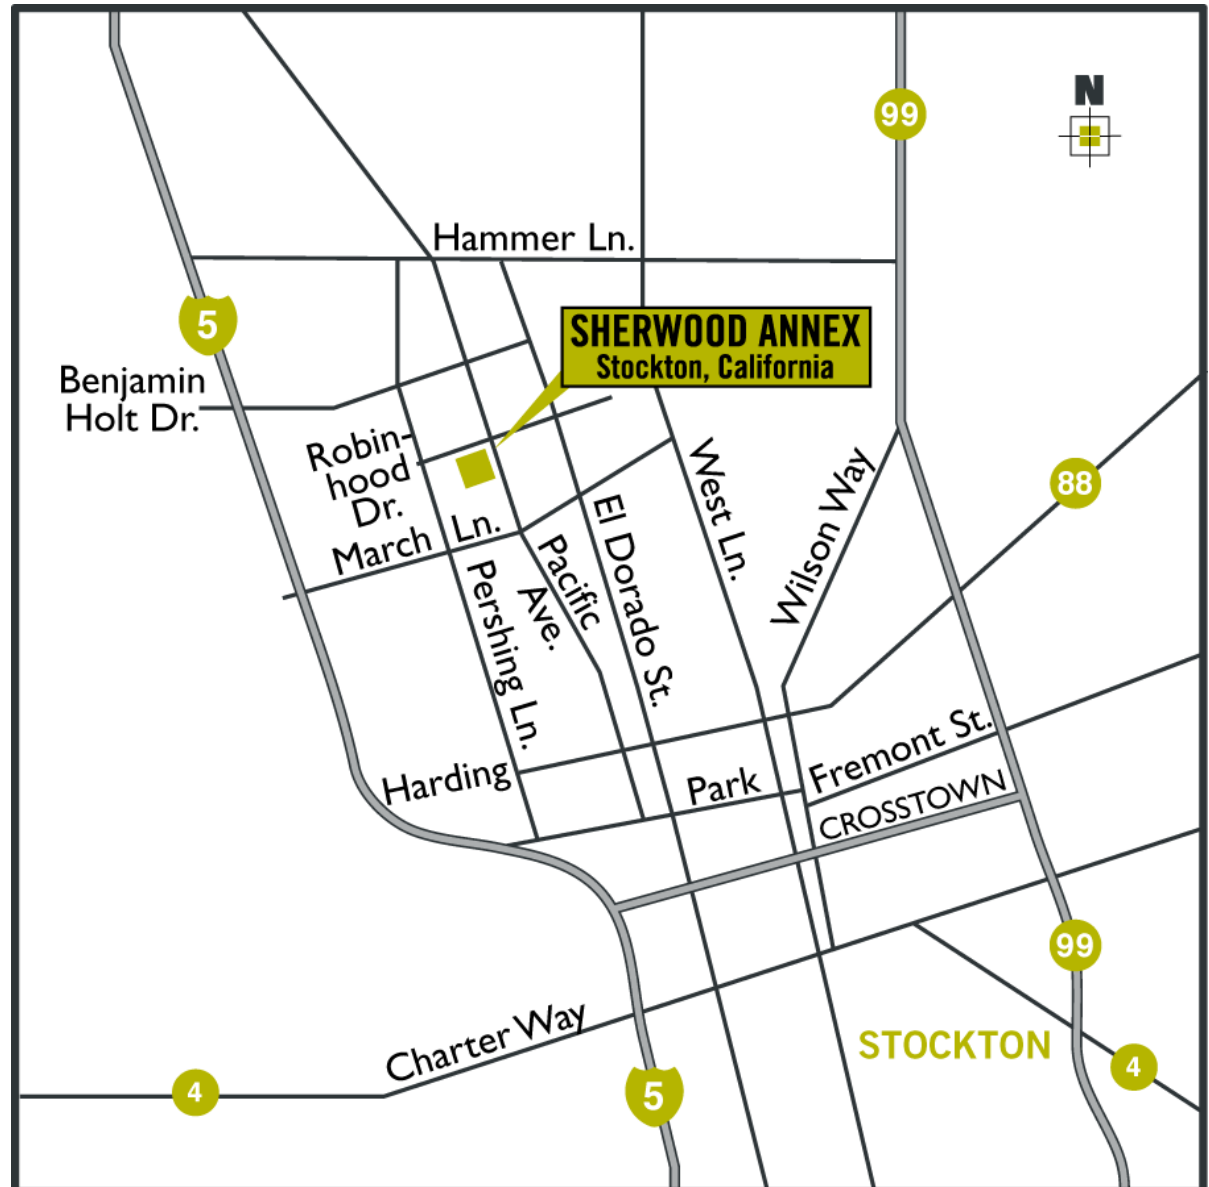 N
99
Hammer Ln.
5
SHERWOOD ANNEX
Stockton, California
Benjamin
Holt Dr.
Robin-
hood
Dr.
March Ln.
West Ln.
Wilson Way
88
El Dorado St.
Pacific
Ave.
Pershing Ln.
Harding
Park
Fremont St.
CROSSTOWN
99
Charter Way
STOCKTON
4
5
4